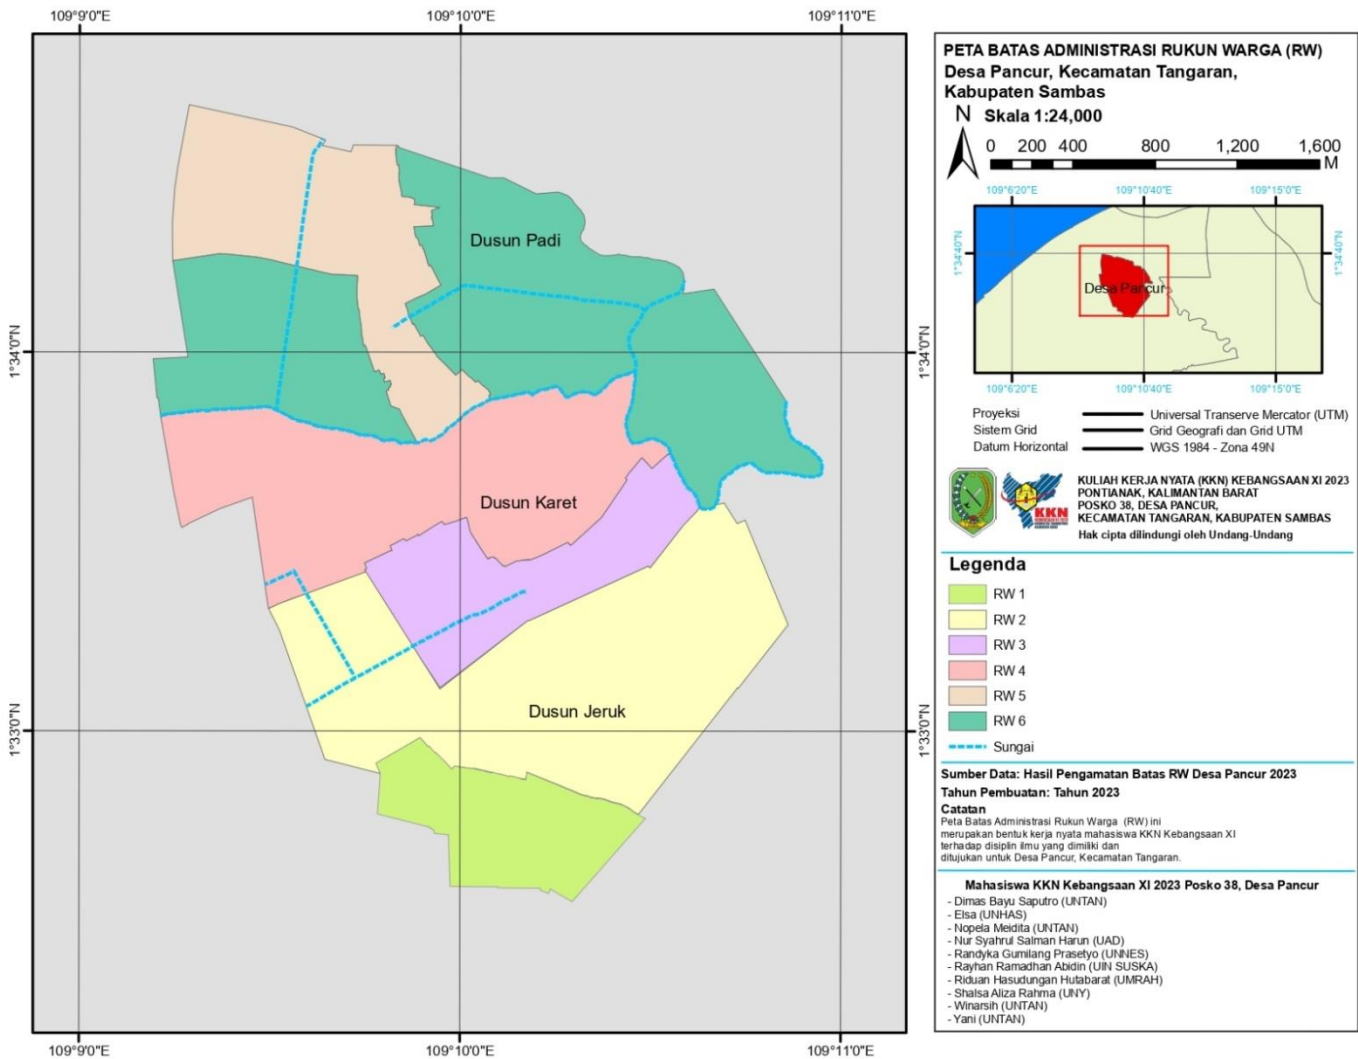 109°9'0"E 109°10'0"E 109°11'0"E
1°34'0"N
1°33'0"N
Dusun Padi
Dusun Karet
Dusun Jeruk
1°34'0"N
1°33'0"N
109°9'0"E 109°10'0"E 109°11'0"E
PETA BATAS ADMINISTRASI RUKUN WARGA (RW)
Desa Pancur, Kecamatan Tangaran,
Kabupaten Sambas
N Skala 1:24,000
0 200 400 800 1,200 1,600
M
109°6'20"E 109°10'40"E 109°15'0"E
1°34'40"N 1°34'40"N
Desa Pancur
109°6'20"E 109°10'40"E 109°15'0"E
Proyeksi Universal Transerve Mercator (UTM)
Sistem Grid Grid Geografi dan Grid UTM
Datum Horizontal WGS 1984 - Zona 49N
KKN
KULIAH KERJA NYATA (KKN) KEBANGSAAN XI 2023
PONTIANAK, KALIMANTAN BARAT
POSKO 38, DESA PANCUR,
KECAMATAN TANGARAN, KABUPATEN SAMBAS
Hak cipta dilindungi oleh Undang-Undang
Legenda
RW 1
RW 2
RW 3
RW 4
RW 5
RW 6
Sungai
Sumber Data: Hasil Pengamatan Batas RW Desa Pancur 2023
Tahun Pembuatan: Tahun 2023
Catatan
Peta Batas Administrasi Rukun Warga (RW) ini
merupakan bentuk kerja nyata mahasiswa KKN Kebangsaan XI
terhadap disiplin ilmu yang dimiliki dan
ditujukan untuk Desa Pancur, Kecamatan Tangaran.
Mahasiswa KKN Kebangsaan XI 2023 Posko 38, Desa Pancur
- Dimas Bayu Saputro (UNTAN)
- Elsa (UNHAS)
- Nopela Meidita (UNTAN)
- Nur Syahrul Salman Harun (UAD)
- Randyka Gumilang Prasetyo (UNNES)
- Rayhan Ramadhan Abidin (UIN SUSKA)
- Riduan Hasudungan Hutabarat (UMRAH)
- Shalsa Aliza Rahma (UNY)
- Winarsih (UNTAN)
- Yani (UNTAN)